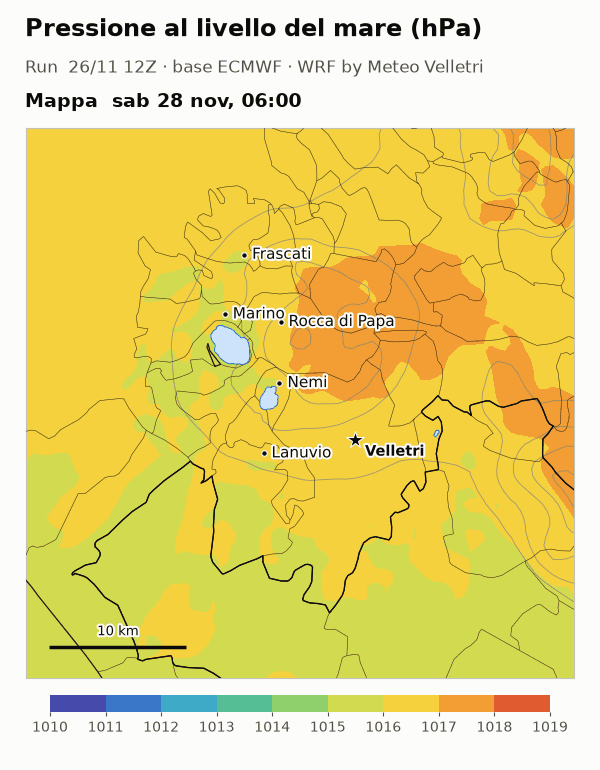 Pressione al livello del mare (hPa)
Run  26/11 12Z · base ECMWF · WRF by Meteo Velletri
Mappa  sab 28 nov, 06:00
Frascati
Marino
Rocca di Papa
Nemi
Velletri
Lanuvio
10 km
1010 1011 1012 1013 1014 1015 1016 1017 1018 1019